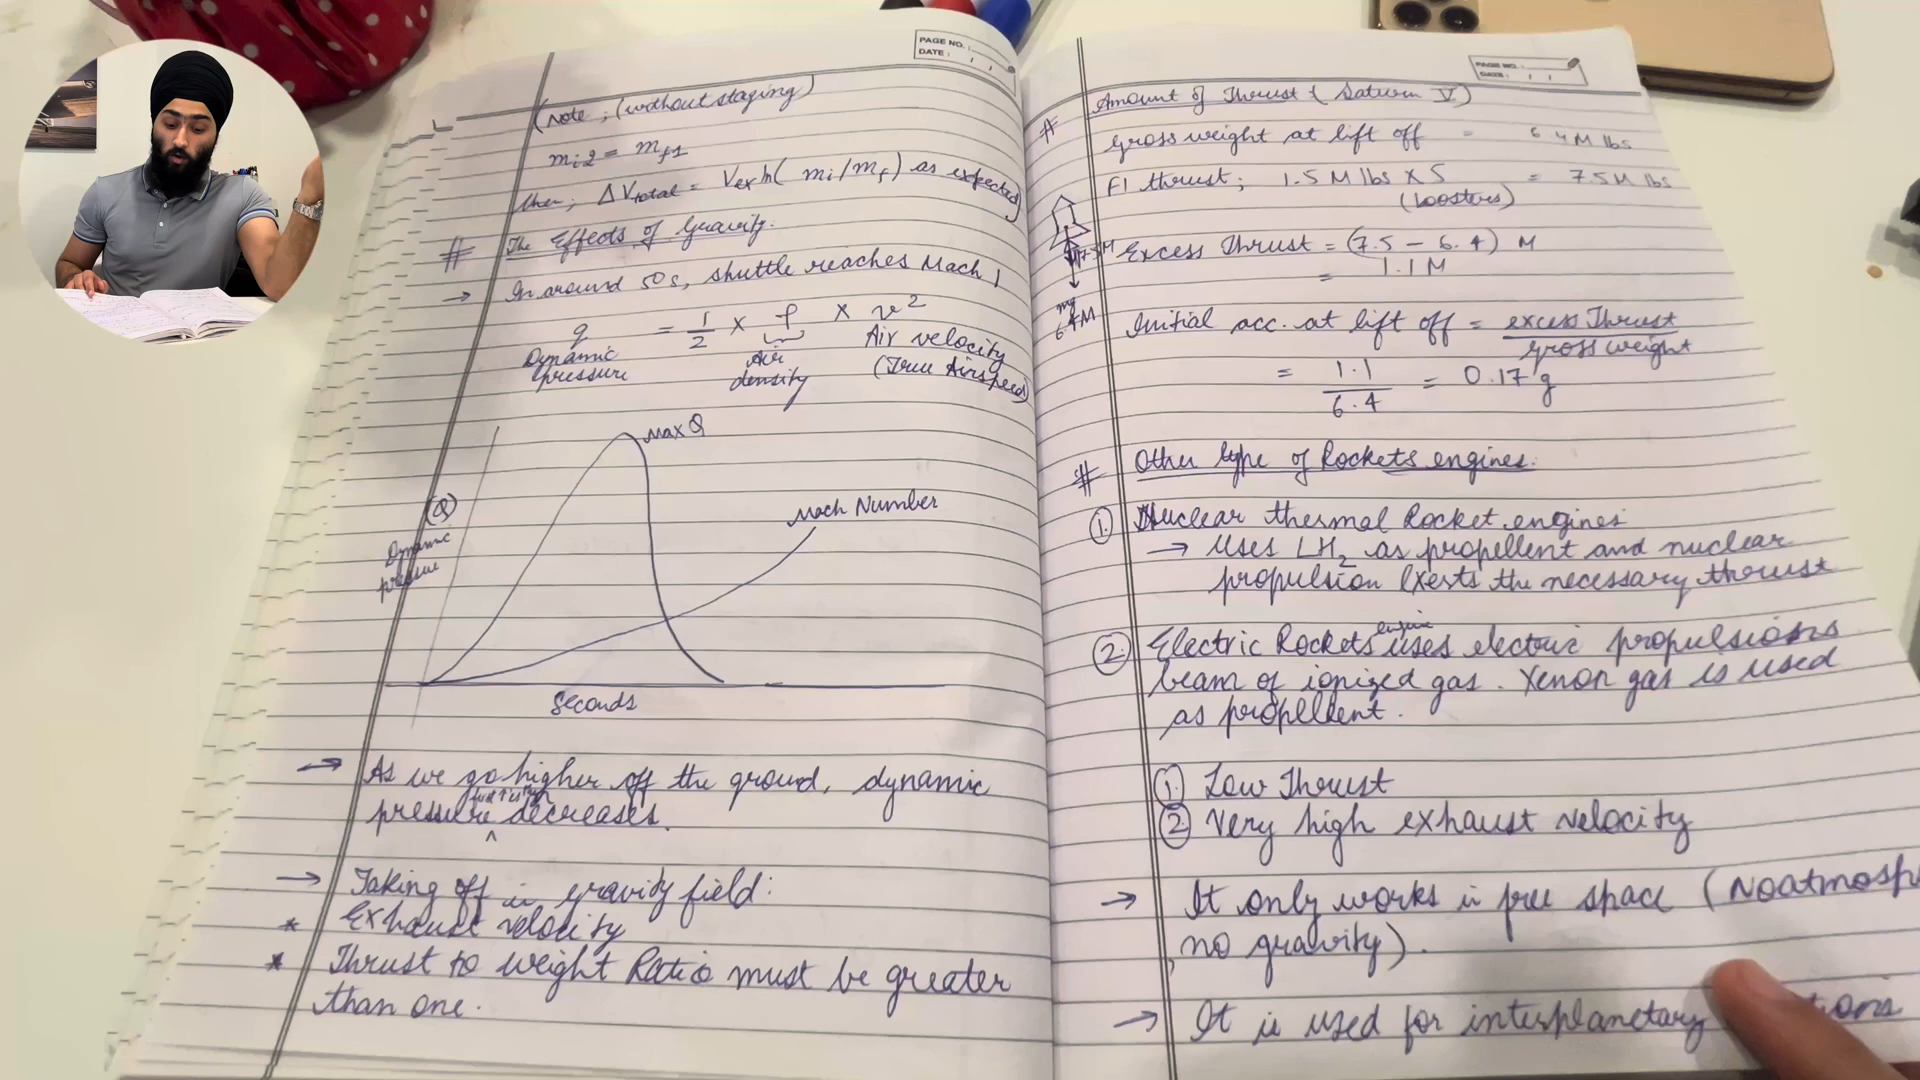 PAGE NO.:
DATE: / /
(Note; (without staging)
mi2 = mf1
then; ΔVtotal = Vex ln( mi/mf) as expected)
# The Effects of Gravity.
→ In around 50s, shuttle reaches Mach 1
q = 1/2 × ρ × v²
Dynamic pressure
Air density
Air velocity
(True Airspeed)
Max Q
Mach Number
(Q)
Dynamic
pressure
Seconds
→ As we go higher off the ground, dynamic
pressure decreases.
→ Taking off in gravity field:
* Exhaust velocity
* Thrust to weight Ratio must be greater
than one.
PAGE NO.:
DATE: / /
# Amount of Thrust (Saturn V)
Gross weight at lift off = 6.4M lbs
F1 thrust; 1.5 M lbs × 5 = 7.5M lbs
(boosters)
7.5M
Excess Thrust = (7.5 - 6.4) M
= 1.1 M
mg
6.4M
Initial acc. at lift off = excess Thrust / Gross weight
= 1.1 / 6.4 = 0.17 g
# Other type of Rockets engines.
① Nuclear thermal Rocket engines
→ Uses LH2 as propellent and nuclear
propulsion exerts the necessary thrust
② Electric Rockets engine uses electric propulsions
beam of ionized gas. Xenon gas is used
as propellent.
① Low Thrust
② Very high exhaust velocity
→ It only works in free space (No atmosph
, no gravity).
→ It is used for interplanetary